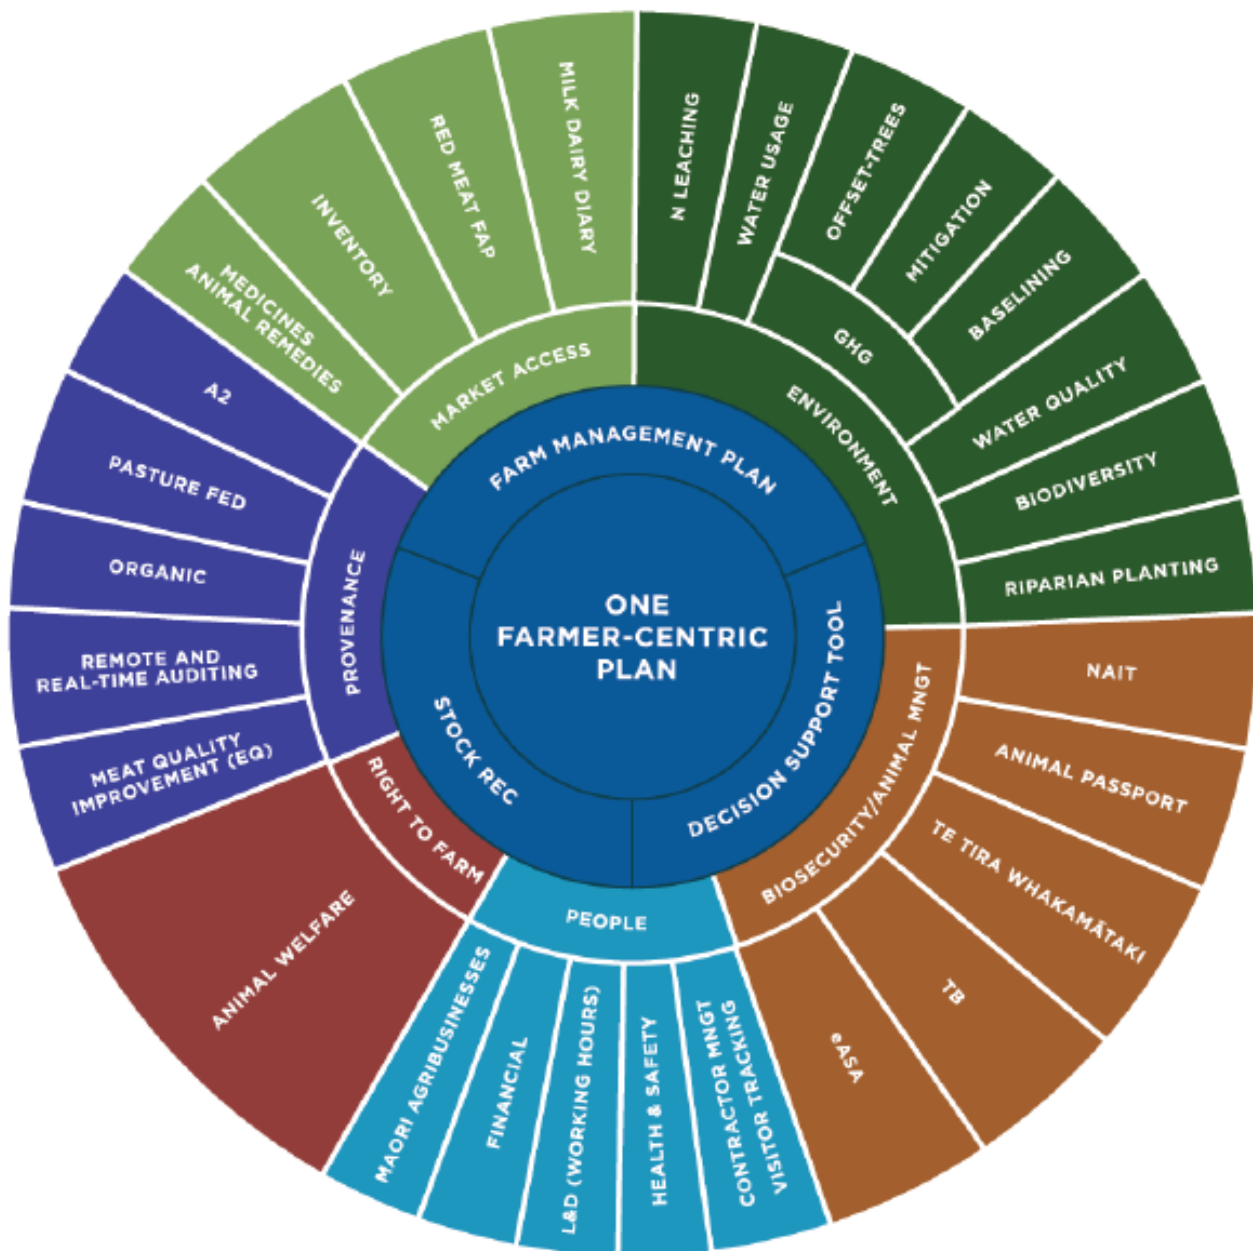 ONE
FARMER-CENTRIC
PLAN
FARM MANAGEMENT PLAN
DECISION SUPPORT TOOL
STOCK REC
ENVIRONMENT
N LEACHING
WATER USAGE
GHG
OFFSET-TREES
MITIGATION
BASELINING
WATER QUALITY
BIODIVERSITY
RIPARIAN PLANTING
BIOSECURITY/ANIMAL MNGT
NAIT
ANIMAL PASSPORT
TE TIRA WHAKAMĀTAKI
TB
eASA
PEOPLE
CONTRACTOR MNGT
VISITOR TRACKING
HEALTH & SAFETY
L&D (WORKING HOURS)
FINANCIAL
MAORI AGRIBUSINESSES
RIGHT TO FARM
ANIMAL WELFARE
PROVENANCE
MEAT QUALITY
IMPROVEMENT (EQ)
REMOTE AND
REAL-TIME AUDITING
ORGANIC
PASTURE FED
A2
MARKET ACCESS
MEDICINES
ANIMAL REMEDIES
INVENTORY
RED MEAT FAP
MILK DAIRY DIARY